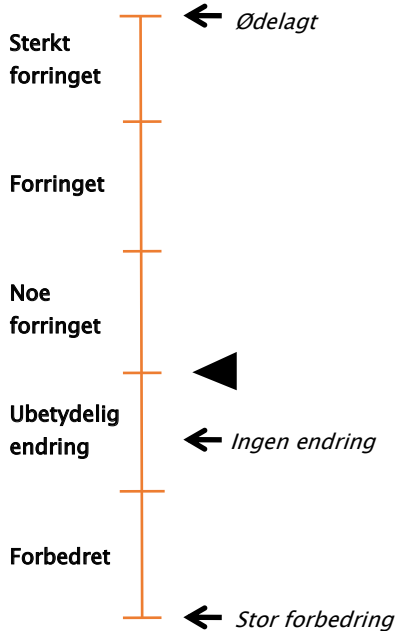 Ødelagt
Sterkt
forringet
Forringet
Noe
forringet
Ubetydelig
endring
Ingen endring
Forbedret
Stor forbedring